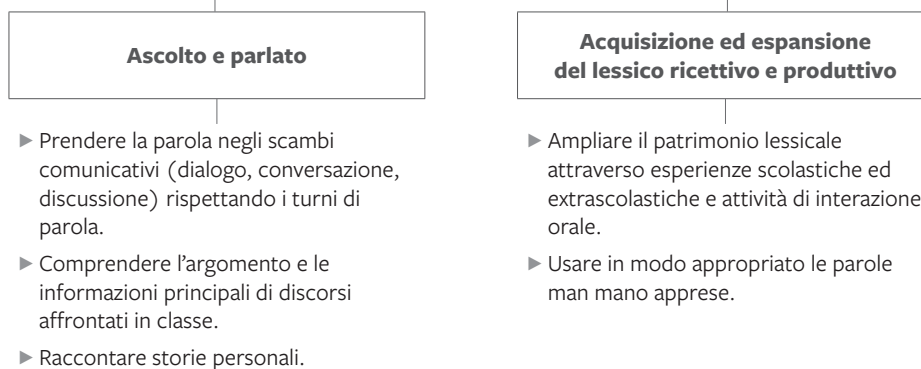 Ascolto e parlato
▶ Prendere la parola negli scambi
comunicativi (dialogo, conversazione,
discussione) rispettando i turni di
parola.
▶ Comprendere l’argomento e le
informazioni principali di discorsi
affrontati in classe.
▶ Raccontare storie personali.
Acquisizione ed espansione
del lessico ricettivo e produttivo
▶ Ampliare il patrimonio lessicale
attraverso esperienze scolastiche ed
extrascolastiche e attività di interazione
orale.
▶ Usare in modo appropriato le parole
man mano apprese.